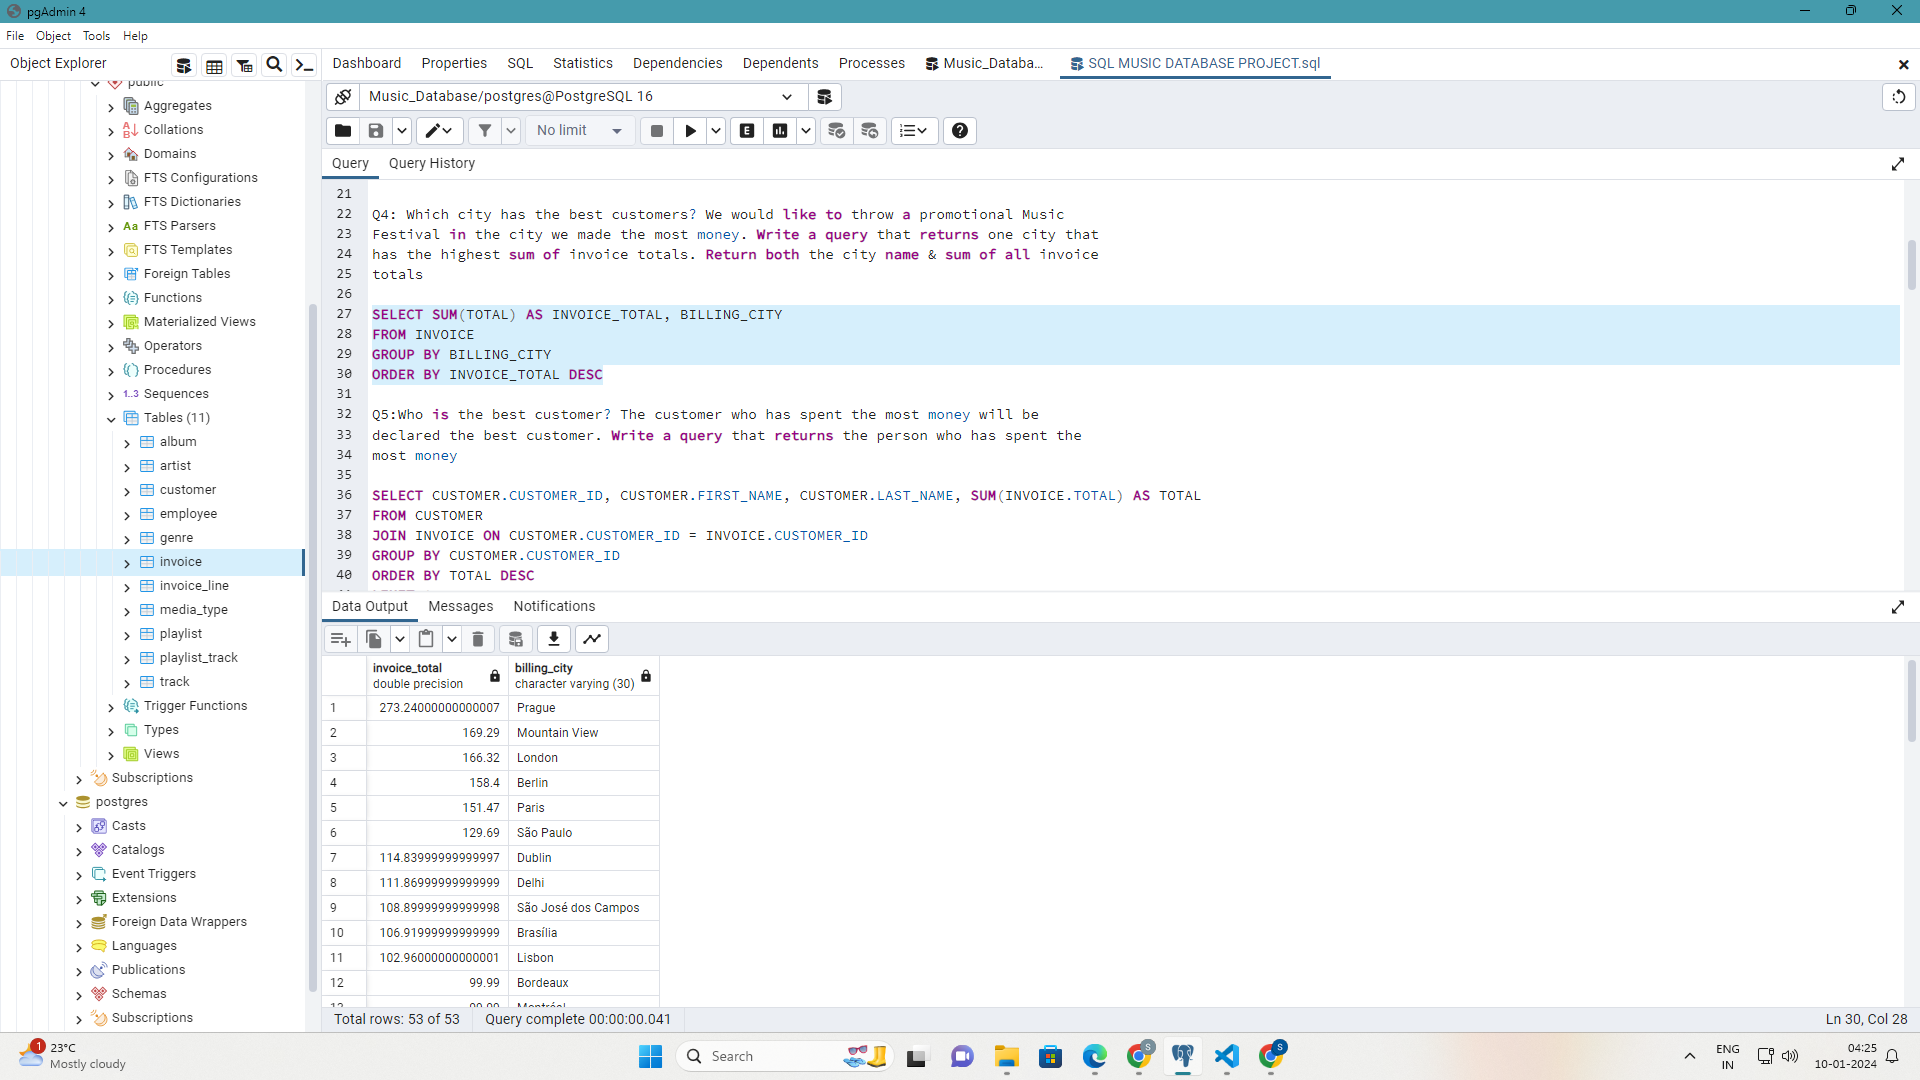 pgAdmin 4
File Object Tools Help
Object Explorer
Dashboard Properties SQL Statistics Dependencies Dependents Processes Music_Databa... SQL MUSIC DATABASE PROJECT.sql
Music_Database/postgres@PostgreSQL 16
No limit
E
Query Query History
public
Aggregates
Collations
Domains
FTS Configurations
FTS Dictionaries
Aa FTS Parsers
FTS Templates
Foreign Tables
Functions
Materialized Views
Operators
Procedures
1..3 Sequences
Tables (11)
album
artist
customer
employee
genre
invoice
invoice_line
media_type
playlist
playlist_track
track
Trigger Functions
Types
Views
Subscriptions
postgres
Casts
Catalogs
Event Triggers
Extensions
Foreign Data Wrappers
Languages
Publications
Schemas
Subscriptions
21
22 Q4: Which city has the best customers? We would like to throw a promotional Music
23 Festival in the city we made the most money. Write a query that returns one city that
24 has the highest sum of invoice totals. Return both the city name & sum of all invoice
25 totals
26
27 SELECT SUM(TOTAL) AS INVOICE_TOTAL, BILLING_CITY
28 FROM INVOICE
29 GROUP BY BILLING_CITY
30 ORDER BY INVOICE_TOTAL DESC
31
32 Q5:Who is the best customer? The customer who has spent the most money will be
33 declared the best customer. Write a query that returns the person who has spent the
34 most money
35
36 SELECT CUSTOMER.CUSTOMER_ID, CUSTOMER.FIRST_NAME, CUSTOMER.LAST_NAME, SUM(INVOICE.TOTAL) AS TOTAL
37 FROM CUSTOMER
38 JOIN INVOICE ON CUSTOMER.CUSTOMER_ID = INVOICE.CUSTOMER_ID
39 GROUP BY CUSTOMER.CUSTOMER_ID
40 ORDER BY TOTAL DESC
Data Output Messages Notifications
invoice_total billing_city
double precision character varying (30)
1 273.24000000000007 Prague
2 169.29 Mountain View
3 166.32 London
4 158.4 Berlin
5 151.47 Paris
6 129.69 São Paulo
7 114.83999999999997 Dublin
8 111.86999999999999 Delhi
9 108.89999999999998 São José dos Campos
10 106.91999999999999 Brasília
11 102.96000000000001 Lisbon
12 99.99 Bordeaux
Total rows: 53 of 53 Query complete 00:00:00.041 Ln 30, Col 28
1
23°C
Mostly cloudy
Search
S
S
ENG
IN
04:25
10-01-2024